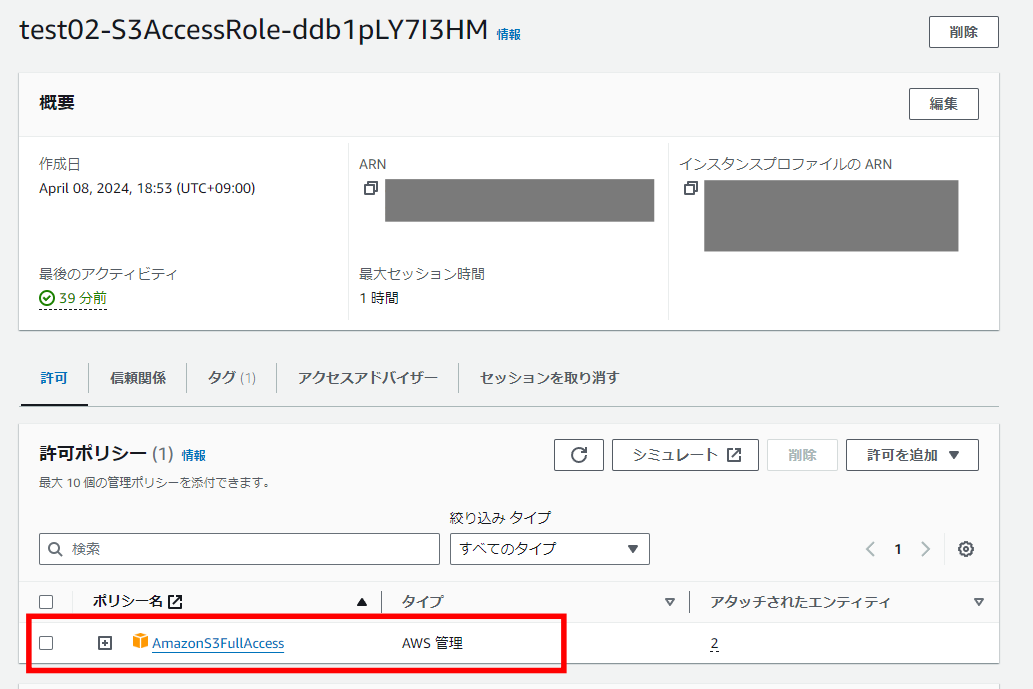 test02-S3AccessRole-ddb1pLY7I3HM 情報
削除
概要
編集
作成日
April 08, 2024, 18:53 (UTC+09:00)
ARN
インスタンスプロファイルの ARN
最後のアクティビティ
39 分前
最大セッション時間
1 時間
許可 信頼関係 タグ (1) アクセスアドバイザー セッションを取り消す
許可ポリシー (1) 情報
最大 10 個の管理ポリシーを添付できます。
シミュレート 削除 許可を追加
絞り込み タイプ
検索 すべてのタイプ 1
ポリシー名 タイプ アタッチされたエンティティ
AmazonS3FullAccess AWS 管理 2